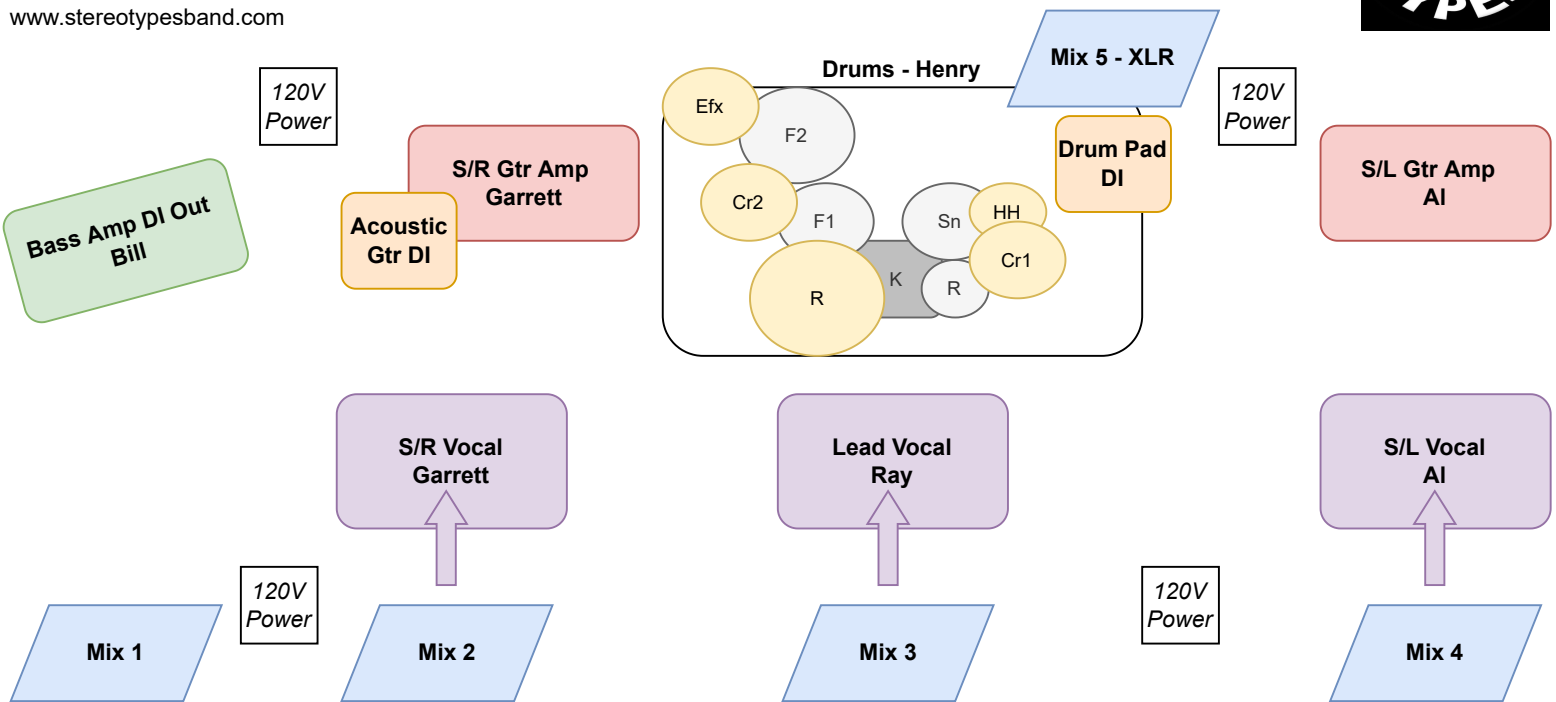 www.stereotypesband.com
YPE
Mix 5 - XLR
Drums - Henry
120V
Power
120V
Power
Efx
F2
Drum Pad
DI
S/R Gtr Amp
Garrett
S/L Gtr Amp
Al
Bass Amp DI Out
Bill
Acoustic
Gtr DI
Cr2
F1
Sn
HH
Cr1
K
R
R
S/R Vocal
Garrett
Lead Vocal
Ray
S/L Vocal
Al
120V
Power
120V
Power
Mix 1
Mix 2
Mix 3
Mix 4